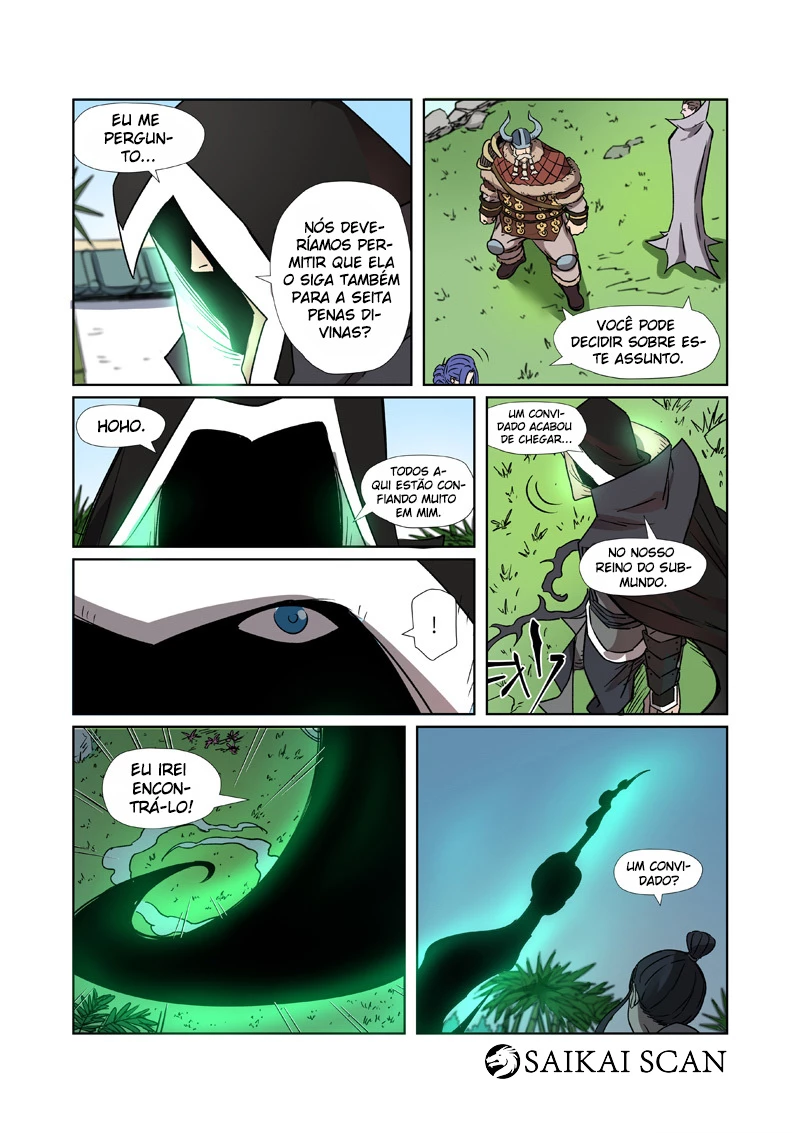 EU ME
PERGUN-
TO...
NÓS DEVE-
RÍAMOS PER-
MITIR QUE ELA
O SIGA TAMBÉM
PARA A SEITA
PENAS DI-
VINAS?
VOCÊ PODE
DECIDIR SOBRE ES-
TE ASSUNTO.
HOHO.
TODOS A-
QUI ESTÃO CON-
FIANDO MUITO
EM MIM.
UM CONVI-
DADO ACABOU
DE CHEGAR...
NO NOSSO
REINO DO SUB-
MUNDO.
!
EU IREI
ENCON-
TRÁ-LO!
UM CONVI-
DADO?
SAIKAI SCAN